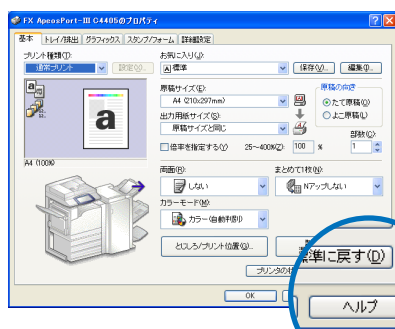 FX ApeosPort-III C4405のプロパティ
基本 トレイ/排出 グラフィックス スタンプ/フォーム 詳細設定
プリント種類(T):
通常プリント 設定(J)...
お気に入り(J):
A 標準 保存(V)... 編集(I)...
原稿サイズ(E):
A4 (210x297mm)
出力用紙サイズ(S):
原稿サイズと同じ
原稿の向き
たて原稿(Q)
よこ原稿(L)
部数(C):
倍率を指定する(Y) 25～400%(Z): 100 % 1
a
a
A4 (100%)
両面(R):
しない
まとめて1枚(N):
Nアップしない
カラーモード(M):
カラー(自動判別)
とじしろ/プリント位置(Q)...
標準に戻す(D)
プリンタの状
OK
ヘルプ